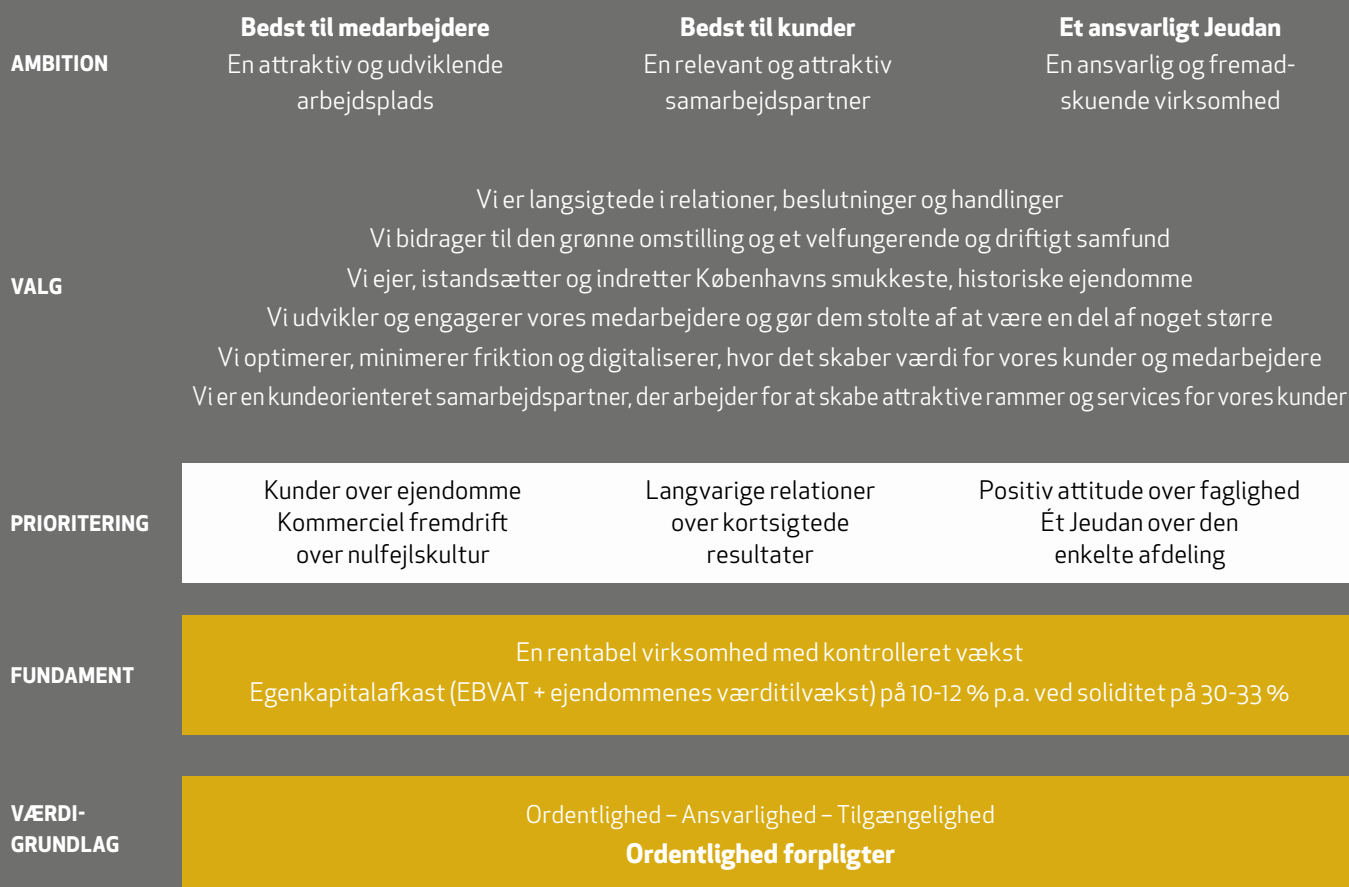 AMBITION
Bedst til medarbejdere
En attraktiv og udviklende
arbejdsplads
Bedst til kunder
En relevant og attraktiv
samarbejdspartner
Et ansvarligt Jeudan
En ansvarlig og fremad-
skuende virksomhed
VALG
Vi er langsigtede i relationer, beslutninger og handlinger
Vi bidrager til den grønne omstilling og et velfungerende og driftigt samfund
Vi ejer, istandsætter og indretter Københavns smukkeste, historiske ejendomme
Vi udvikler og engagerer vores medarbejdere og gør dem stolte af at være en del af noget større
Vi optimerer, minimerer friktion og digitaliserer, hvor det skaber værdi for vores kunder og medarbejdere
Vi er en kundeorienteret samarbejdspartner, der arbejder for at skabe attraktive rammer og services for vores kunder
PRIORITERING
Kunder over ejendomme
Kommerciel fremdrift
over nulfejlskultur
Langvarige relationer
over kortsigtede
resultater
Positiv attitude over faglighed
Ét Jeudan over den
enkelte afdeling
FUNDAMENT
En rentabel virksomhed med kontrolleret vækst
Egenkapitalafkast (EBVAT + ejendommenes værditilvækst) på 10-12 % p.a. ved soliditet på 30-33 %
VÆRDI-
GRUNDLAG
Ordentlighed – Ansvarlighed – Tilgængelighed
Ordentlighed forpligter